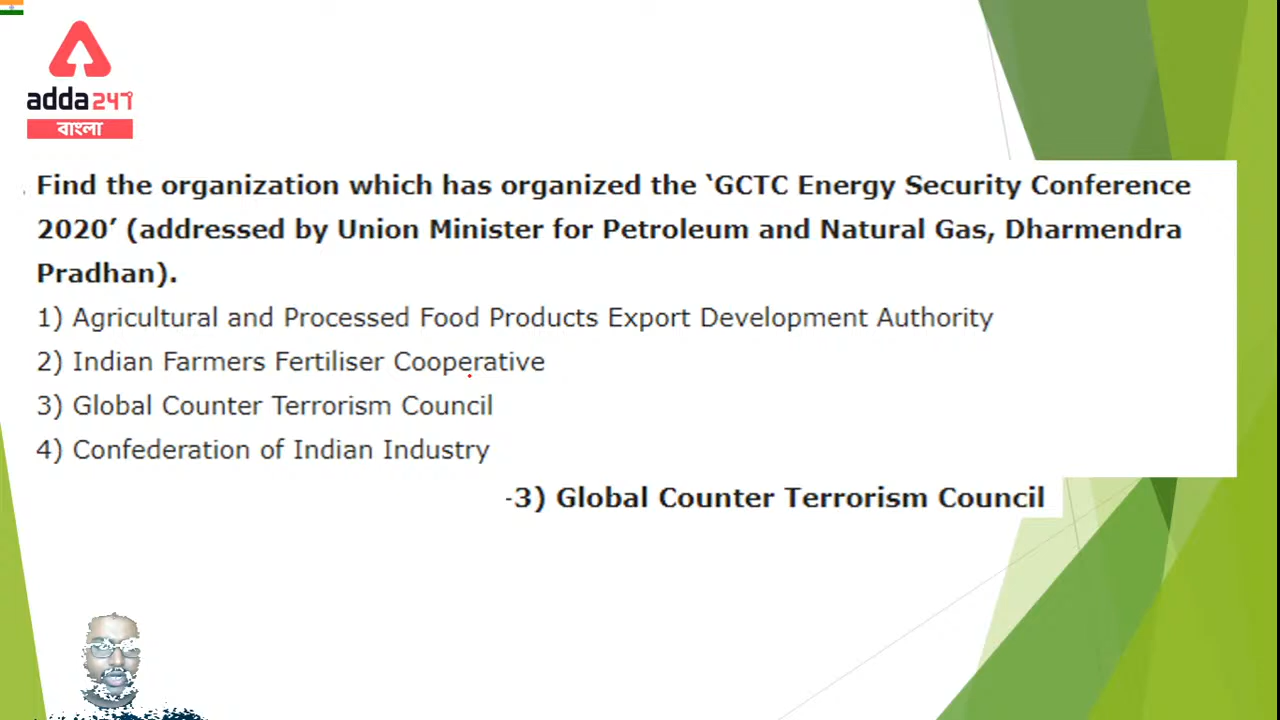 adda247
বাংলা
Find the organization which has organized the ‘GCTC Energy Security Conference
2020’ (addressed by Union Minister for Petroleum and Natural Gas, Dharmendra
Pradhan).
1) Agricultural and Processed Food Products Export Development Authority
2) Indian Farmers Fertiliser Cooperative
3) Global Counter Terrorism Council
4) Confederation of Indian Industry
-3) Global Counter Terrorism Council